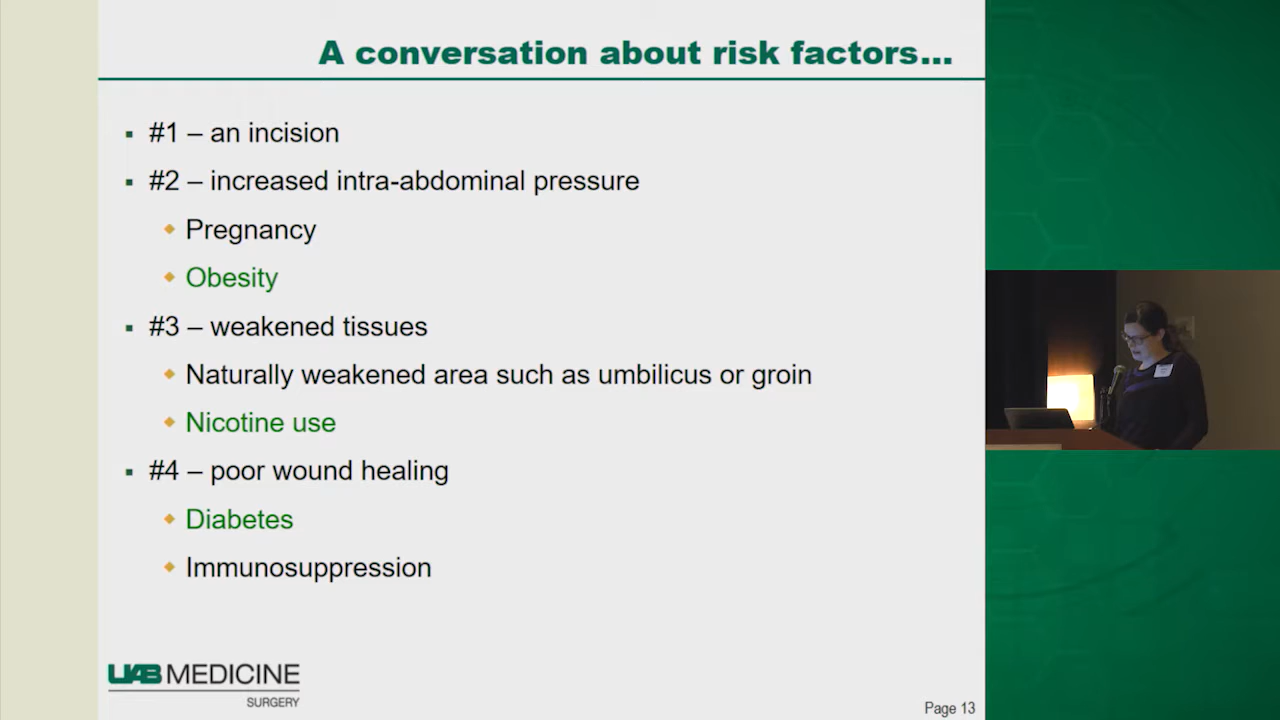 A conversation about risk factors...
#1 – an incision
#2 – increased intra-abdominal pressure
Pregnancy
Obesity
#3 – weakened tissues
Naturally weakened area such as umbilicus or groin
Nicotine use
#4 – poor wound healing
Diabetes
Immunosuppression
UAB MEDICINE
SURGERY
Page 13